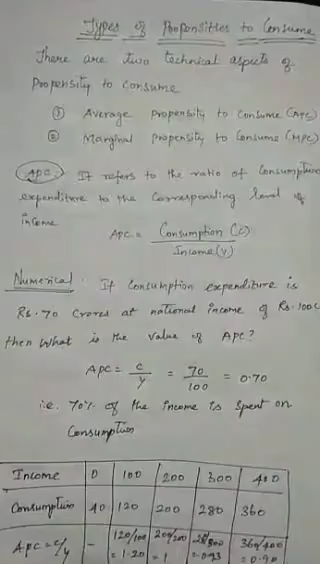 Types of Propensities to Consume
There are two technical aspects of
Propensity to consume
① Average Propensity to Consume (APC)
② Marginal Propensity to Consume (MPC)
APC: It refers to the ratio of Consumption
expenditure to the Corresponding level of
income
APC = Consumption (C)
Income (Y)
Numerical: If Consumption expenditure is
Rs. 70 Crores at national income of Rs. 100 C
then what is the value of APC?
APC = C/Y = 70/100 = 0.70
i.e. 70% of the income is spent on
Consumption
Income 0 100 200 300 400
Consumption 40 120 200 280 360
APC = C/Y - 120/100 = 1.20 200/200 = 1 280/300 = 0.93 360/400 = 0.90